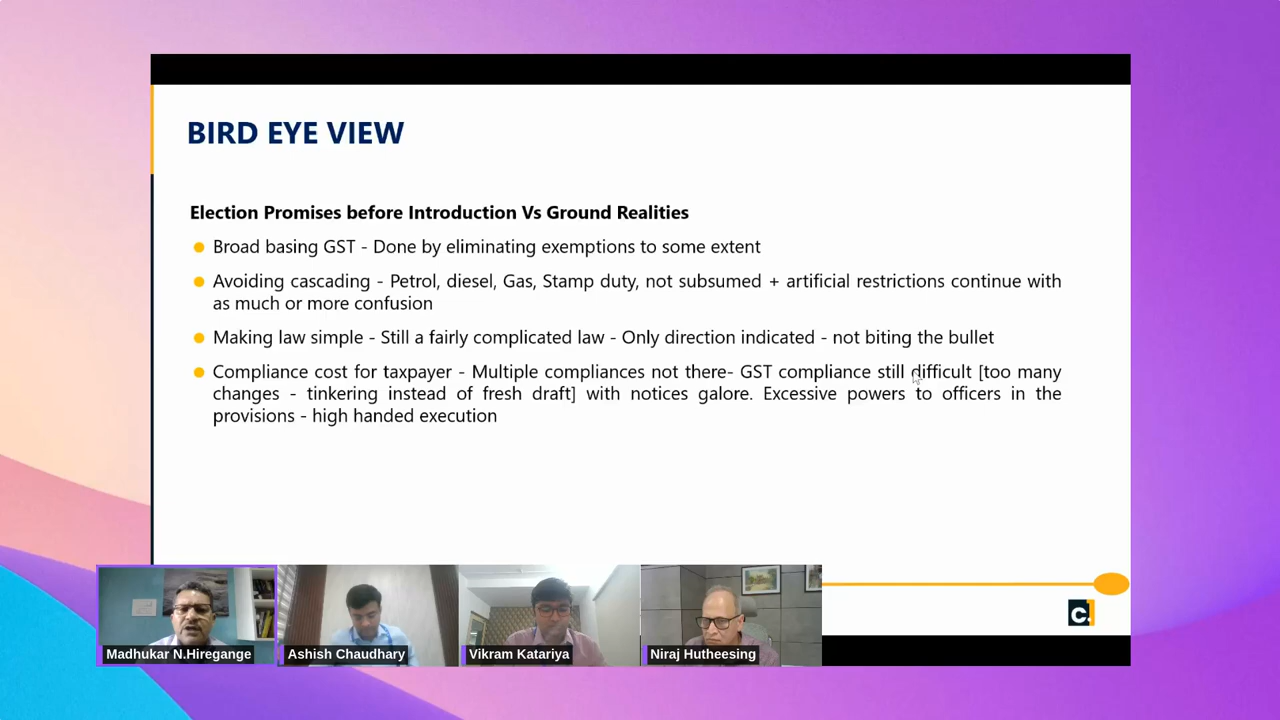 BIRD EYE VIEW
Election Promises before Introduction Vs Ground Realities
Broad basing GST - Done by eliminating exemptions to some extent
Avoiding cascading - Petrol, diesel, Gas, Stamp duty, not subsumed + artificial restrictions continue with
as much or more confusion
Making law simple - Still a fairly complicated law - Only direction indicated - not biting the bullet
Compliance cost for taxpayer - Multiple compliances not there- GST compliance still difficult [too many
changes - tinkering instead of fresh draft] with notices galore. Excessive powers to officers in the
provisions - high handed execution
c.
Madhukar N.Hiregange
Ashish Chaudhary
Vikram Katariya
Niraj Hutheesing